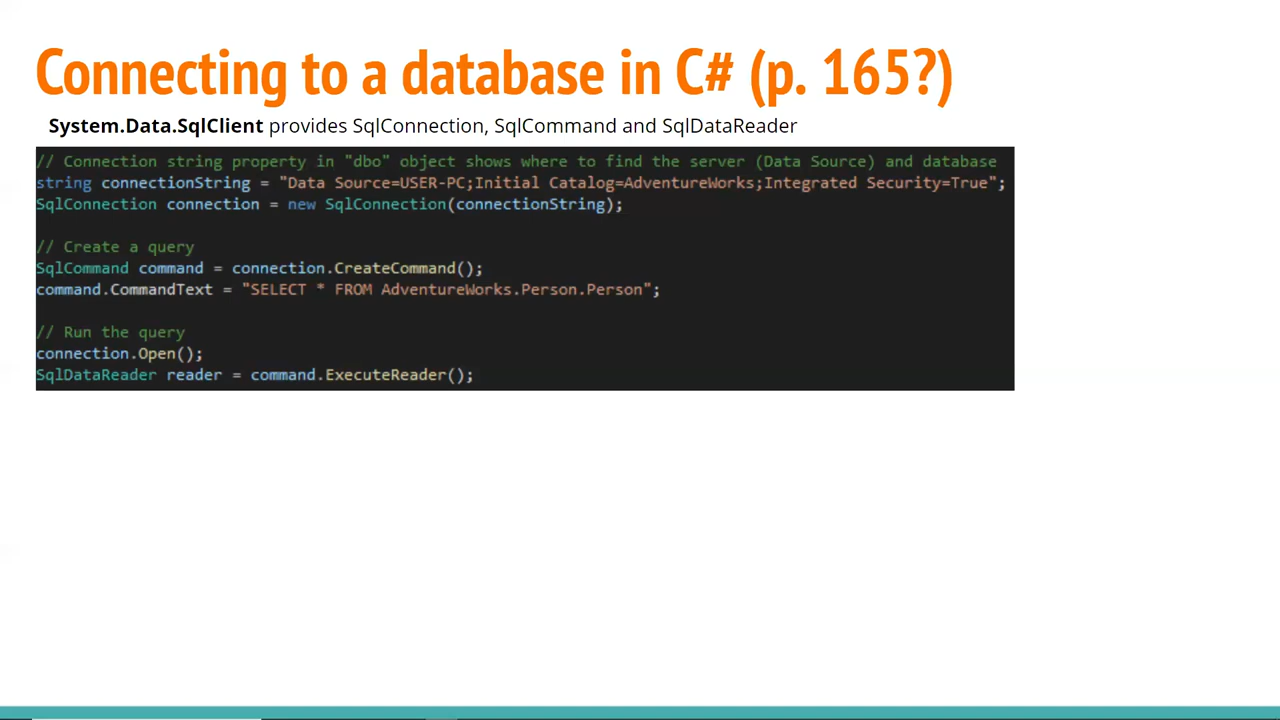 Connecting to a database in C# (p. 165?)
System.Data.SqlClient provides SqlConnection, SqlCommand and SqlDataReader
// Connection string property in "dbo" object shows where to find the server (Data Source) and database
string connectionString = "Data Source=USER-PC;Initial Catalog=AdventureWorks;Integrated Security=True";
SqlConnection connection = new SqlConnection(connectionString);
// Create a query
SqlCommand command = connection.CreateCommand();
command.CommandText = "SELECT * FROM AdventureWorks.Person.Person";
// Run the query
connection.Open();
SqlDataReader reader = command.ExecuteReader();